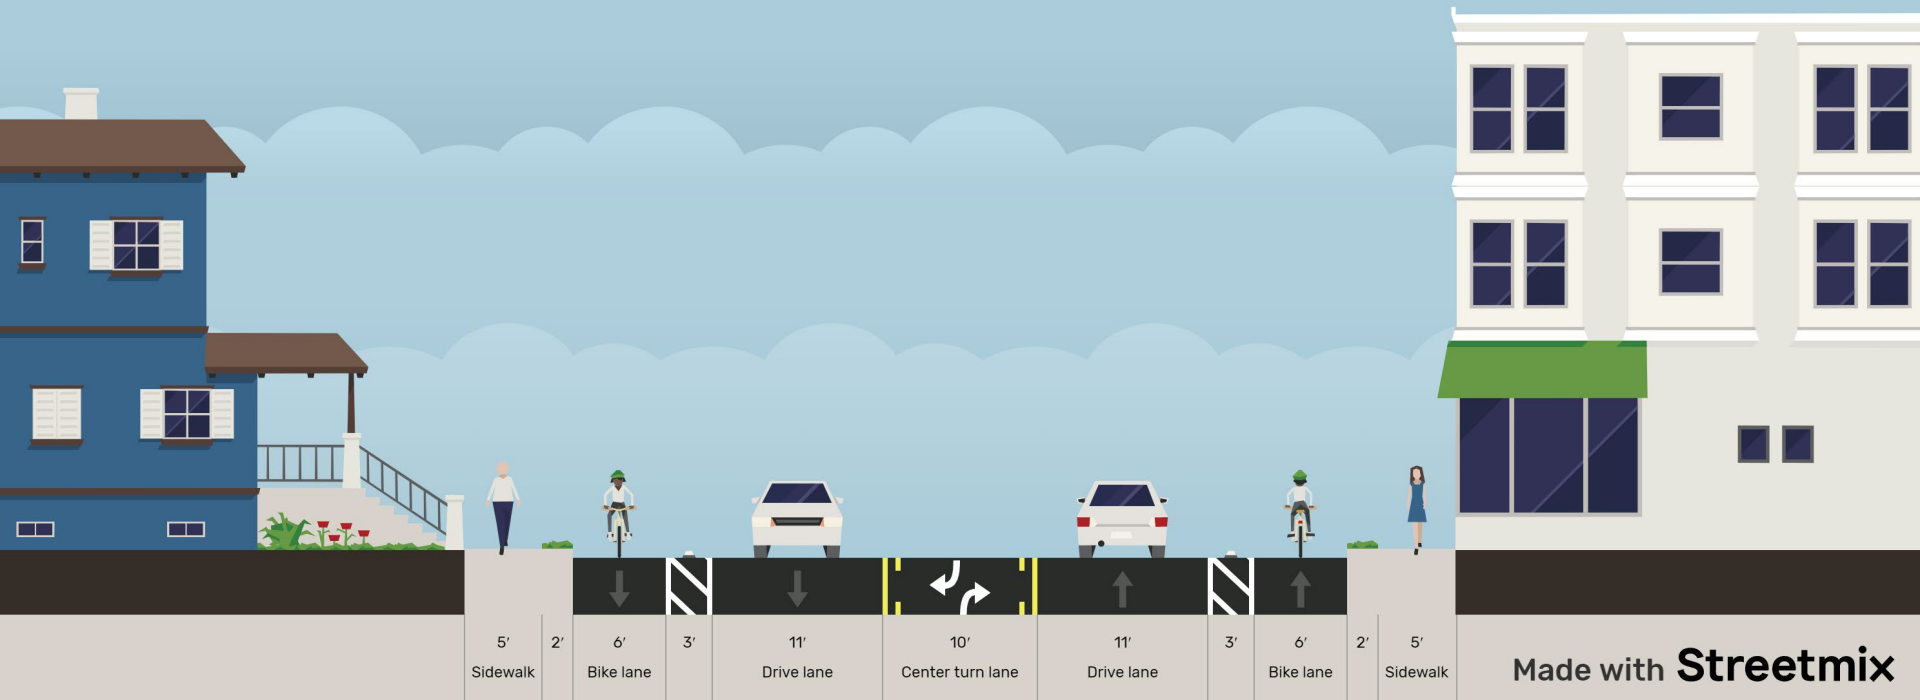 5′ 2′ 6′ 3′ 11′ 10′ 11′ 3′ 6′ 2′ 5′
Sidewalk Bike lane Drive lane Center turn lane Drive lane Bike lane Sidewalk
Made with Streetmix